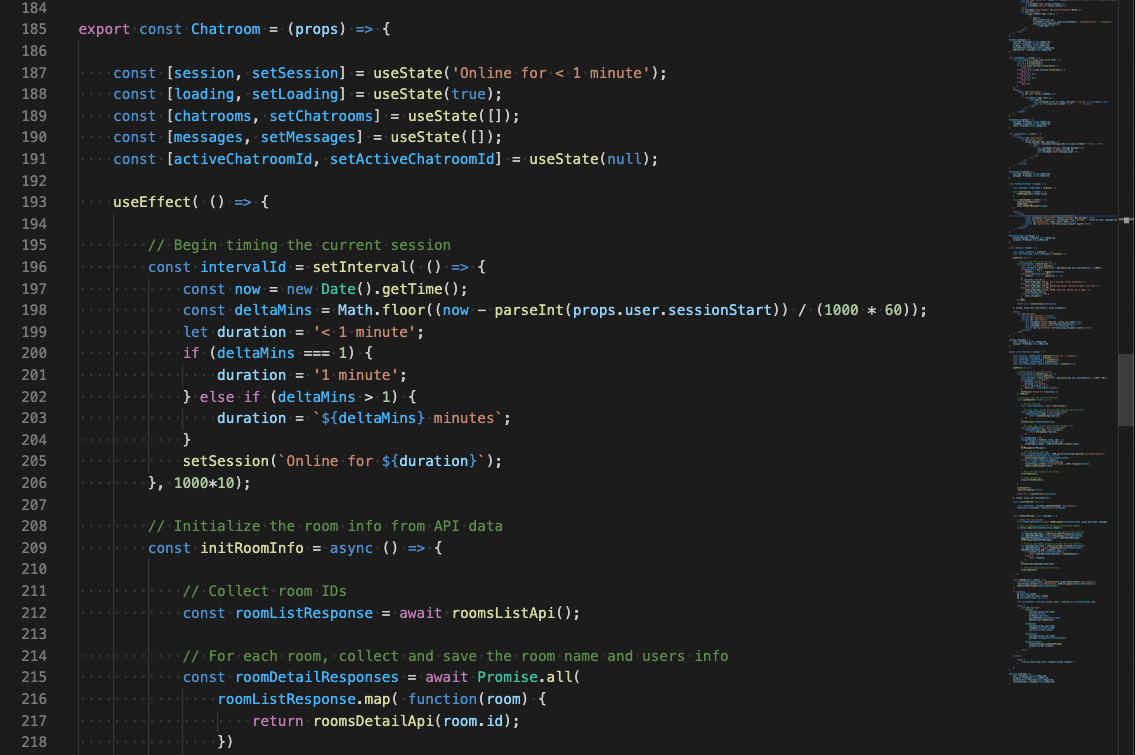 184
185 export const Chatroom = (props) => {
186
187 const [session, setSession] = useState('Online for < 1 minute');
188 const [loading, setLoading] = useState(true);
189 const [chatrooms, setChatrooms] = useState([]);
190 const [messages, setMessages] = useState([]);
191 const [activeChatroomId, setActiveChatroomId] = useState(null);
192
193 useEffect( () => {
194
195 // Begin timing the current session
196 const intervalId = setInterval( () => {
197 const now = new Date().getTime();
198 const deltaMins = Math.floor((now - parseInt(props.user.sessionStart)) / (1000 * 60));
199 let duration = '< 1 minute';
200 if (deltaMins === 1) {
201 duration = '1 minute';
202 } else if (deltaMins > 1) {
203 duration = `${deltaMins} minutes`;
204 }
205 setSession(`Online for ${duration}`);
206 }, 1000*10);
207
208 // Initialize the room info from API data
209 const initRoomInfo = async () => {
210
211 // Collect room IDs
212 const roomListResponse = await roomsListApi();
213
214 // For each room, collect and save the room name and users info
215 const roomDetailResponses = await Promise.all(
216 roomListResponse.map( function(room) {
217 return roomsDetailApi(room.id);
218 })